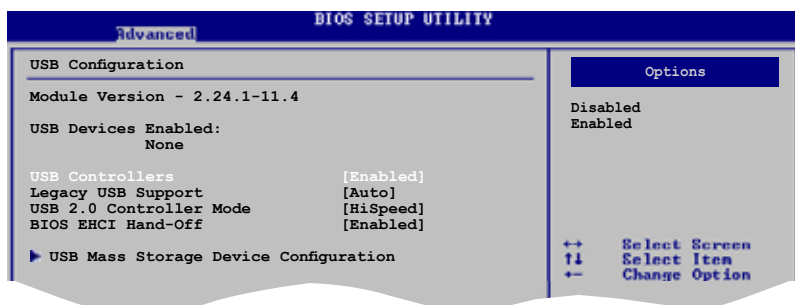 BIOS SETUP UTILITY
Advanced
USB Configuration
Module Version - 2.24.1-11.4
USB Devices Enabled:
None
USB Controllers [Enabled]
Legacy USB Support [Auto]
USB 2.0 Controller Mode [HiSpeed]
BIOS EHCI Hand-Off [Enabled]
USB Mass Storage Device Configuration
Options
Disabled
Enabled
↔ Select Screen
↑↓ Select Item
+- Change Option